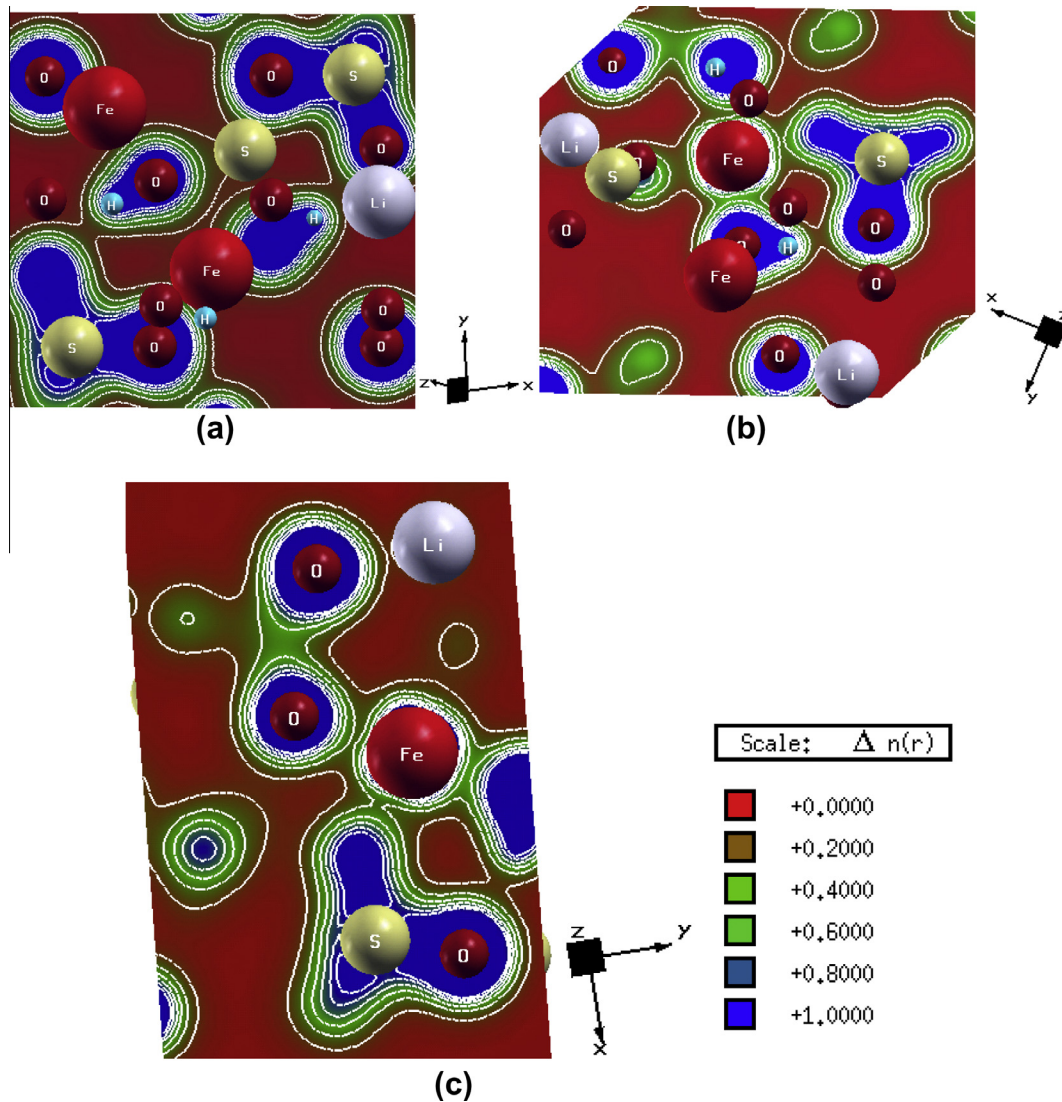 O Fe O S
S
O H O O O H Li
Fe
O H
S O O O
y
z x
(a)
O H O
Li S O Fe S
O O O H O
Fe O
O Li
x z
y
(b)
O Li
O Fe
S O
z y
x
(c)
Scale: Δ n(r)
+0.0000
+0.2000
+0.4000
+0.6000
+0.8000
+1.0000